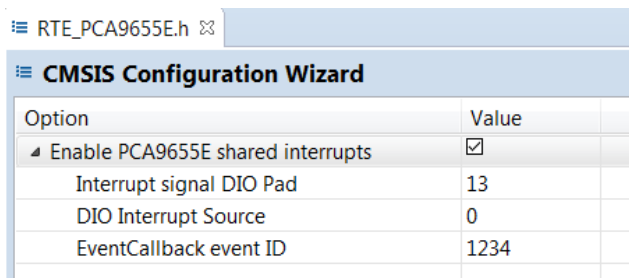 RTE_PCA9655E.h
CMSIS Configuration Wizard
Option Value
Enable PCA9655E shared interrupts
Interrupt signal DIO Pad 13
DIO Interrupt Source 0
EventCallback event ID 1234